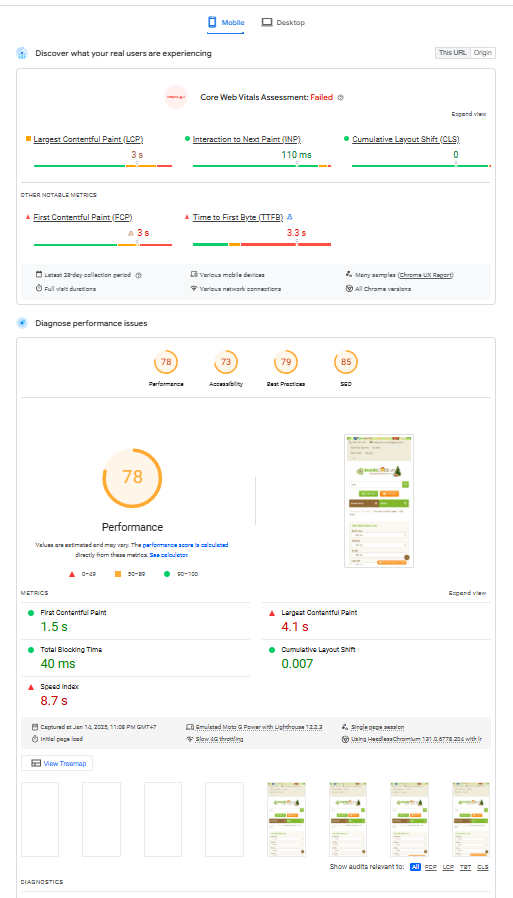 Mobile Desktop
Discover what your real users are experiencing This URL Origin
Core Web Vitals Assessment: Failed
Expand view
Largest Contentful Paint (LCP) Interaction to Next Paint (INP) Cumulative Layout Shift (CLS)
3 s 110 ms 0
OTHER NOTABLE METRICS
First Contentful Paint (FCP) Time to First Byte (TTFB)
3 s 3.3 s
Latest 28-day collection period Various mobile devices Many samples (Chrome UX Report)
Full visit durations Various network connections All Chrome versions
Diagnose performance issues
78 73 79 85
Performance Accessibility Best Practices SEO
78
Performance
Values are estimated and may vary. The performance score is calculated
directly from these metrics. See calculator.
0–49 50–89 90–100
METRICS Expand view
First Contentful Paint Largest Contentful Paint
1.5 s 4.1 s
Total Blocking Time Cumulative Layout Shift
40 ms 0.007
Speed Index
8.7 s
Captured at Jan 14, 2025, 11:08 PM GMT+7 Emulated Moto G Power with Lighthouse 12.2.3 Single page session
Initial page load Slow 4G throttling Using HeadlessChromium 131.0.6778.204 with lr
View Treemap
Show audits relevant to: All FCP LCP TBT CLS
DIAGNOSTICS